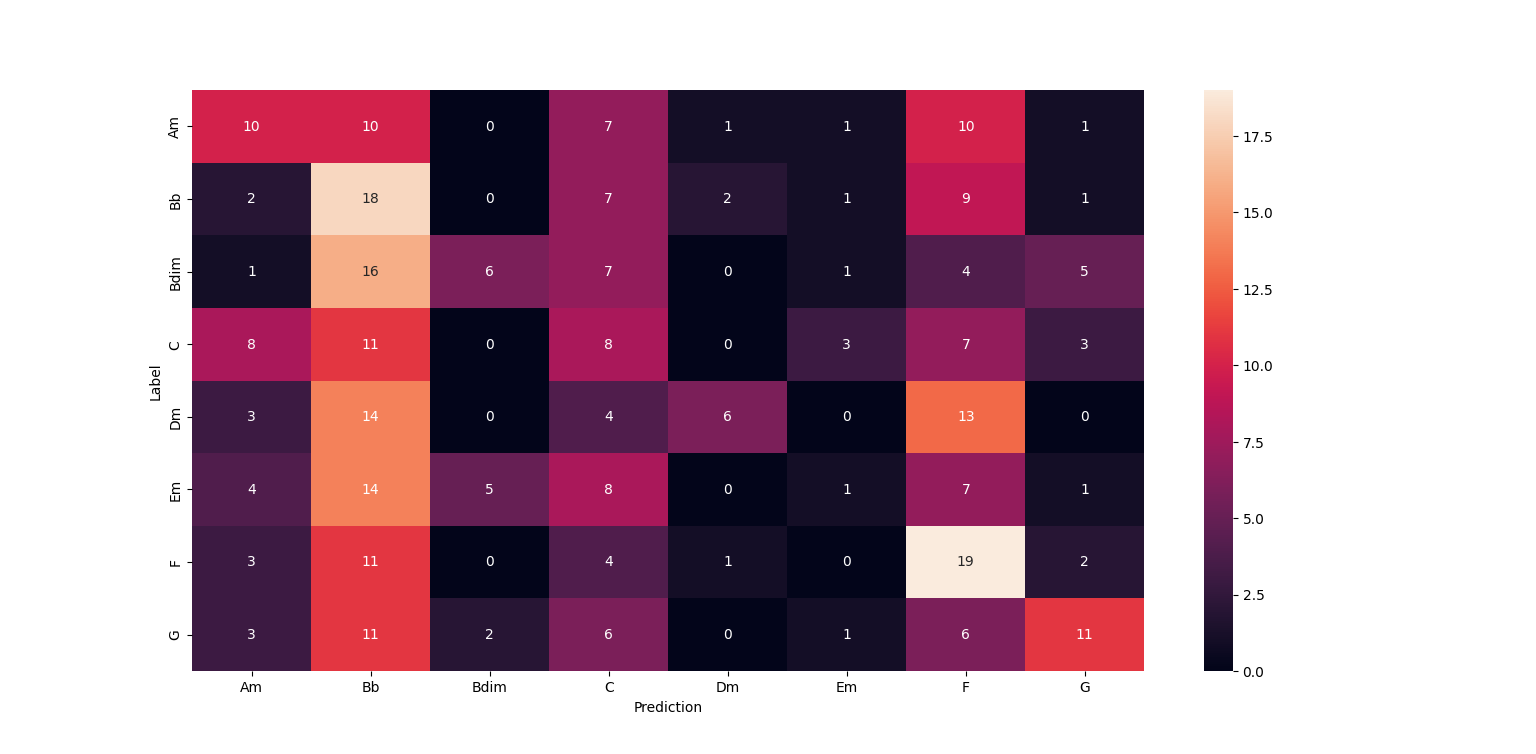 Am 10 10 0 7 1 1 10 1
Bb 2 18 0 7 2 1 9 1
Bdim 1 16 6 7 0 1 4 5
C 8 11 0 8 0 3 7 3
Dm 3 14 0 4 6 0 13 0
Em 4 14 5 8 0 1 7 1
F 3 11 0 4 1 0 19 2
G 3 11 2 6 0 1 6 11
Label
Am Bb Bdim C Dm Em F G
Prediction
17.5
15.0
12.5
10.0
7.5
5.0
2.5
0.0